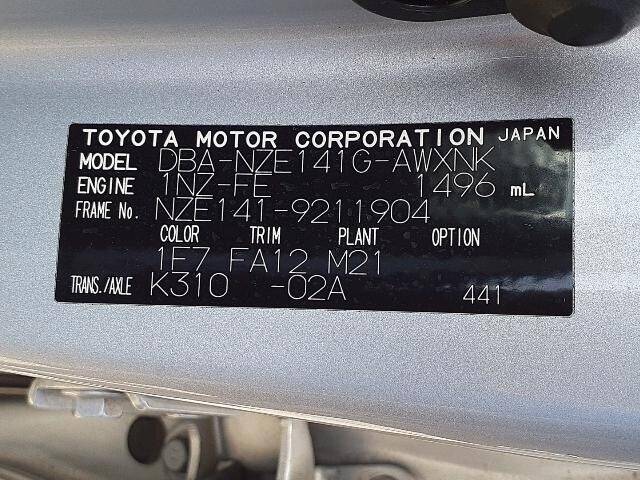 TOYOTA MOTOR CORPORATION JAPAN
MODEL DBA-NZE141G-AWXNK
ENGINE 1NZ-FE 1496 mL
FRAME No. NZE141-9211904
COLOR TRIM PLANT OPTION
1E7 FA12 M21
TRANS./AXLE K310 -02A 441